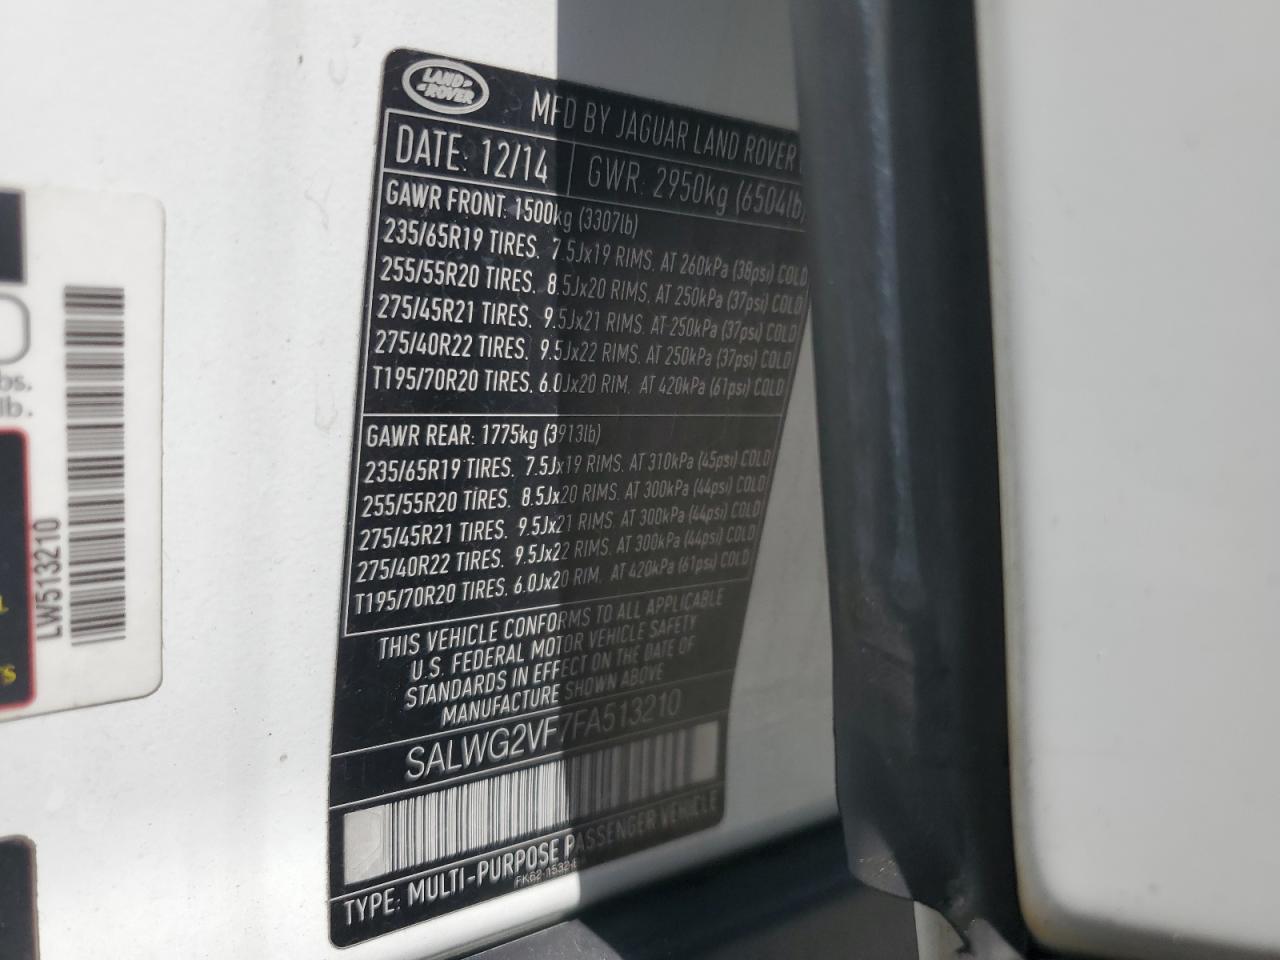 LAND
ROVER
MFD BY JAGUAR LAND ROVER
DATE: 12/14
GWR: 2950kg (6504lb)
GAWR FRONT: 1500kg (3307lb)
235/65R19 TIRES. 7.5Jx19 RIMS. AT 260kPa (38psi) COLD
255/55R20 TIRES. 8.5Jx20 RIMS. AT 250kPa (37psi) COLD
275/45R21 TIRES. 9.5Jx21 RIMS. AT 250kPa (37psi) COLD
275/40R22 TIRES. 9.5Jx22 RIMS. AT 250kPa (37psi) COLD
T195/70R20 TIRES. 6.0Jx20 RIM. AT 420kPa (61psi) COLD
GAWR REAR: 1775kg (3913lb)
235/65R19 TIRES. 7.5Jx19 RIMS. AT 310kPa (45psi) COLD
255/55R20 TIRES. 8.5Jx20 RIMS. AT 300kPa (44psi) COLD
275/45R21 TIRES. 9.5Jx21 RIMS. AT 300kPa (44psi) COLD
275/40R22 TIRES. 9.5Jx22 RIMS. AT 300kPa (44psi) COLD
T195/70R20 TIRES. 6.0Jx20 RIM. AT 420kPa (61psi) COLD
THIS VEHICLE CONFORMS TO ALL APPLICABLE
U.S. FEDERAL MOTOR VEHICLE SAFETY
STANDARDS IN EFFECT ON THE DATE OF
MANUFACTURE SHOWN ABOVE
SALWG2VF7FA513210
TYPE: MULTI-PURPOSE PASSENGER VEHICLE
bs.
lb.
LW513210